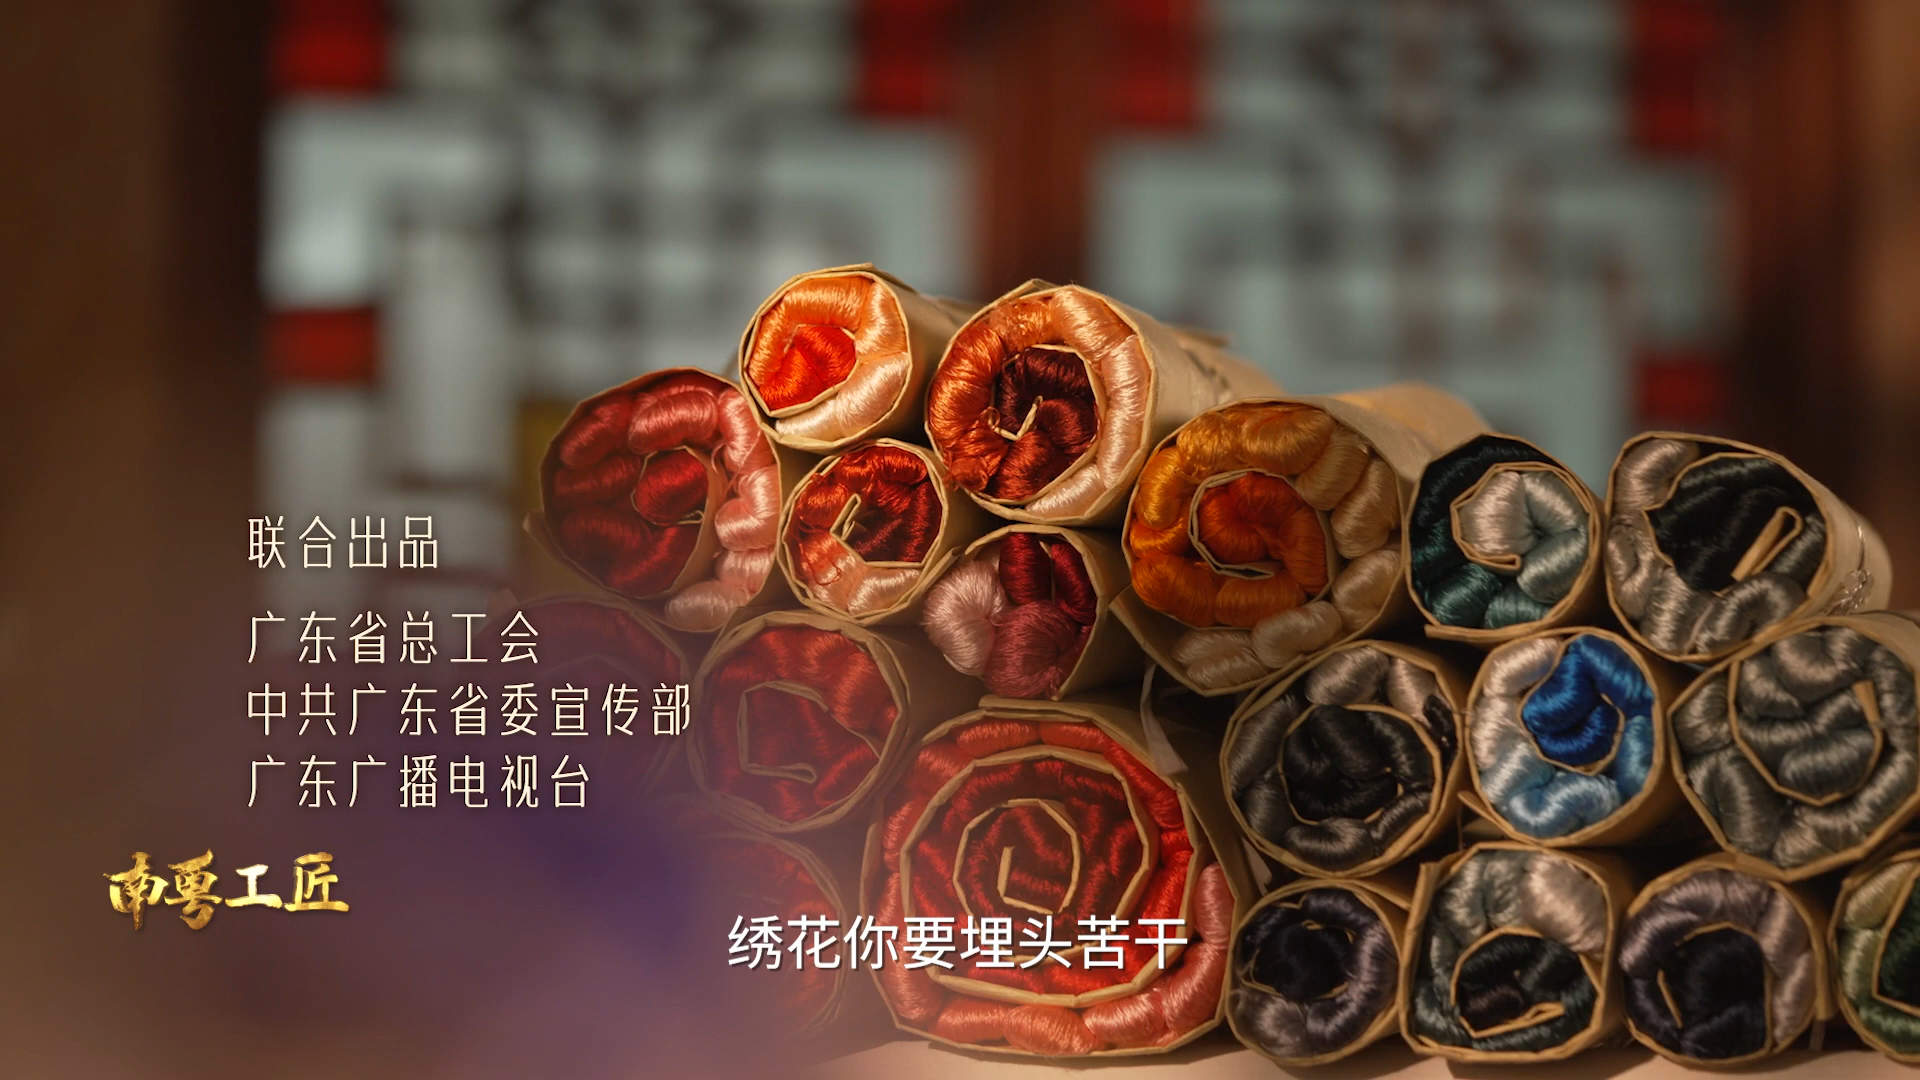 联合出品
广东省总工会
中共广东省委宣传部
广东广播电视台
南粤工匠
绣花你要埋头苦干